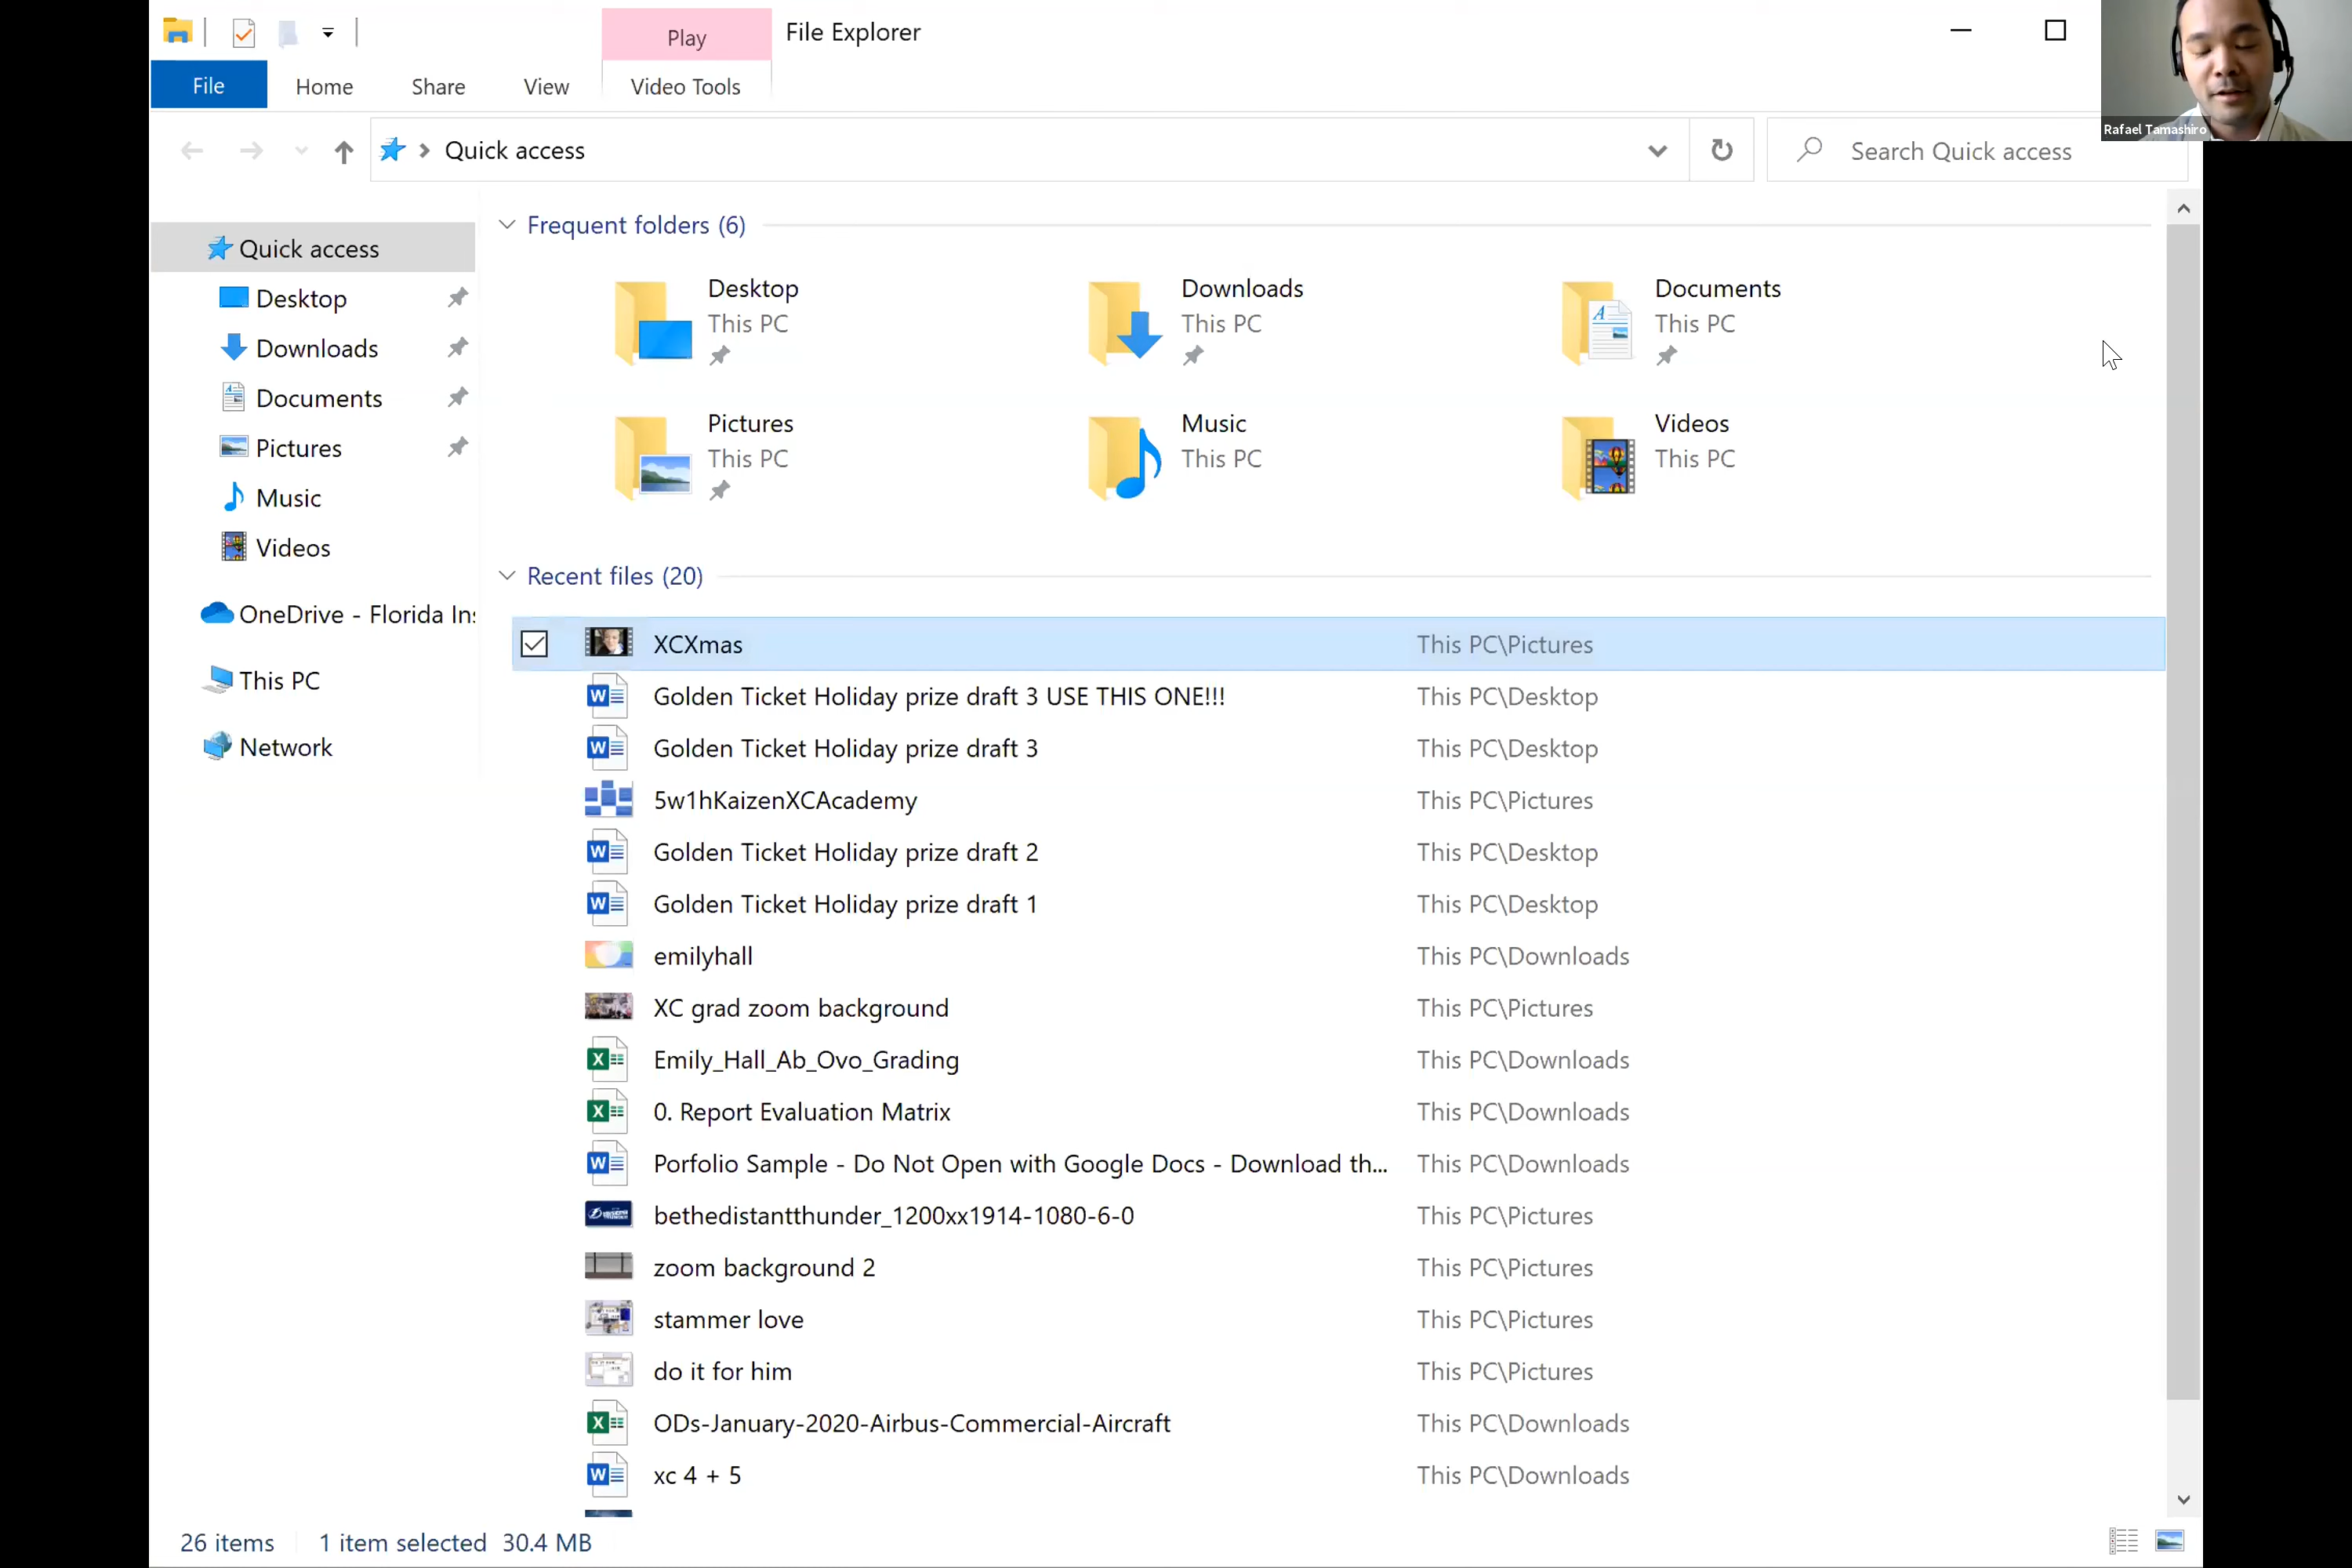 Play
File Explorer
File
Home
Share
View
Video Tools
Rafael Tamashiro
Quick access
Search Quick access
Quick access
Desktop
Downloads
Documents
Pictures
Music
Videos
OneDrive - Florida Ins
This PC
Network
Frequent folders (6)
Desktop
This PC
Downloads
This PC
Documents
This PC
Pictures
This PC
Music
This PC
Videos
This PC
Recent files (20)
XCXmas This PC\Pictures
Golden Ticket Holiday prize draft 3 USE THIS ONE!!! This PC\Desktop
Golden Ticket Holiday prize draft 3 This PC\Desktop
5w1hKaizenXCAcademy This PC\Pictures
Golden Ticket Holiday prize draft 2 This PC\Desktop
Golden Ticket Holiday prize draft 1 This PC\Desktop
emilyhall This PC\Downloads
XC grad zoom background This PC\Pictures
Emily_Hall_Ab_Ovo_Grading This PC\Downloads
0. Report Evaluation Matrix This PC\Downloads
Porfolio Sample - Do Not Open with Google Docs - Download th... This PC\Downloads
bethedistantthunder_1200xx1914-1080-6-0 This PC\Pictures
zoom background 2 This PC\Pictures
stammer love This PC\Pictures
do it for him This PC\Pictures
ODs-January-2020-Airbus-Commercial-Aircraft This PC\Downloads
xc 4 + 5 This PC\Downloads
26 items 1 item selected 30.4 MB